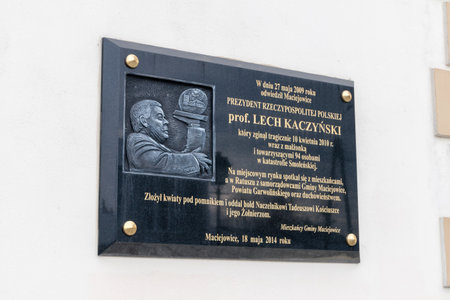 W dniu 27 maja 2009 roku
odwiedził Maciejowice
PREZYDENT RZECZYPOSPOLITEJ POLSKIEJ
prof. LECH KACZYŃSKI
który zginął tragicznie 10 kwietnia 2010 r.
wraz z małżonką
i towarzyszącymi 94 osobami
w katastrofie Smoleńskiej.
Na miejscowym rynku spotkał się z mieszkańcami,
a w Ratuszu z samorządowcami Gminy Maciejowice,
Powiatu Garwolińskiego oraz duchowieństwem.
Złożył kwiaty pod pomnikiem i oddał hołd Naczelnikowi Tadeuszowi Kościuszce
i jego Żołnierzom.
Mieszkańcy Gminy Maciejowice
Maciejowice, 18 maja 2014 roku